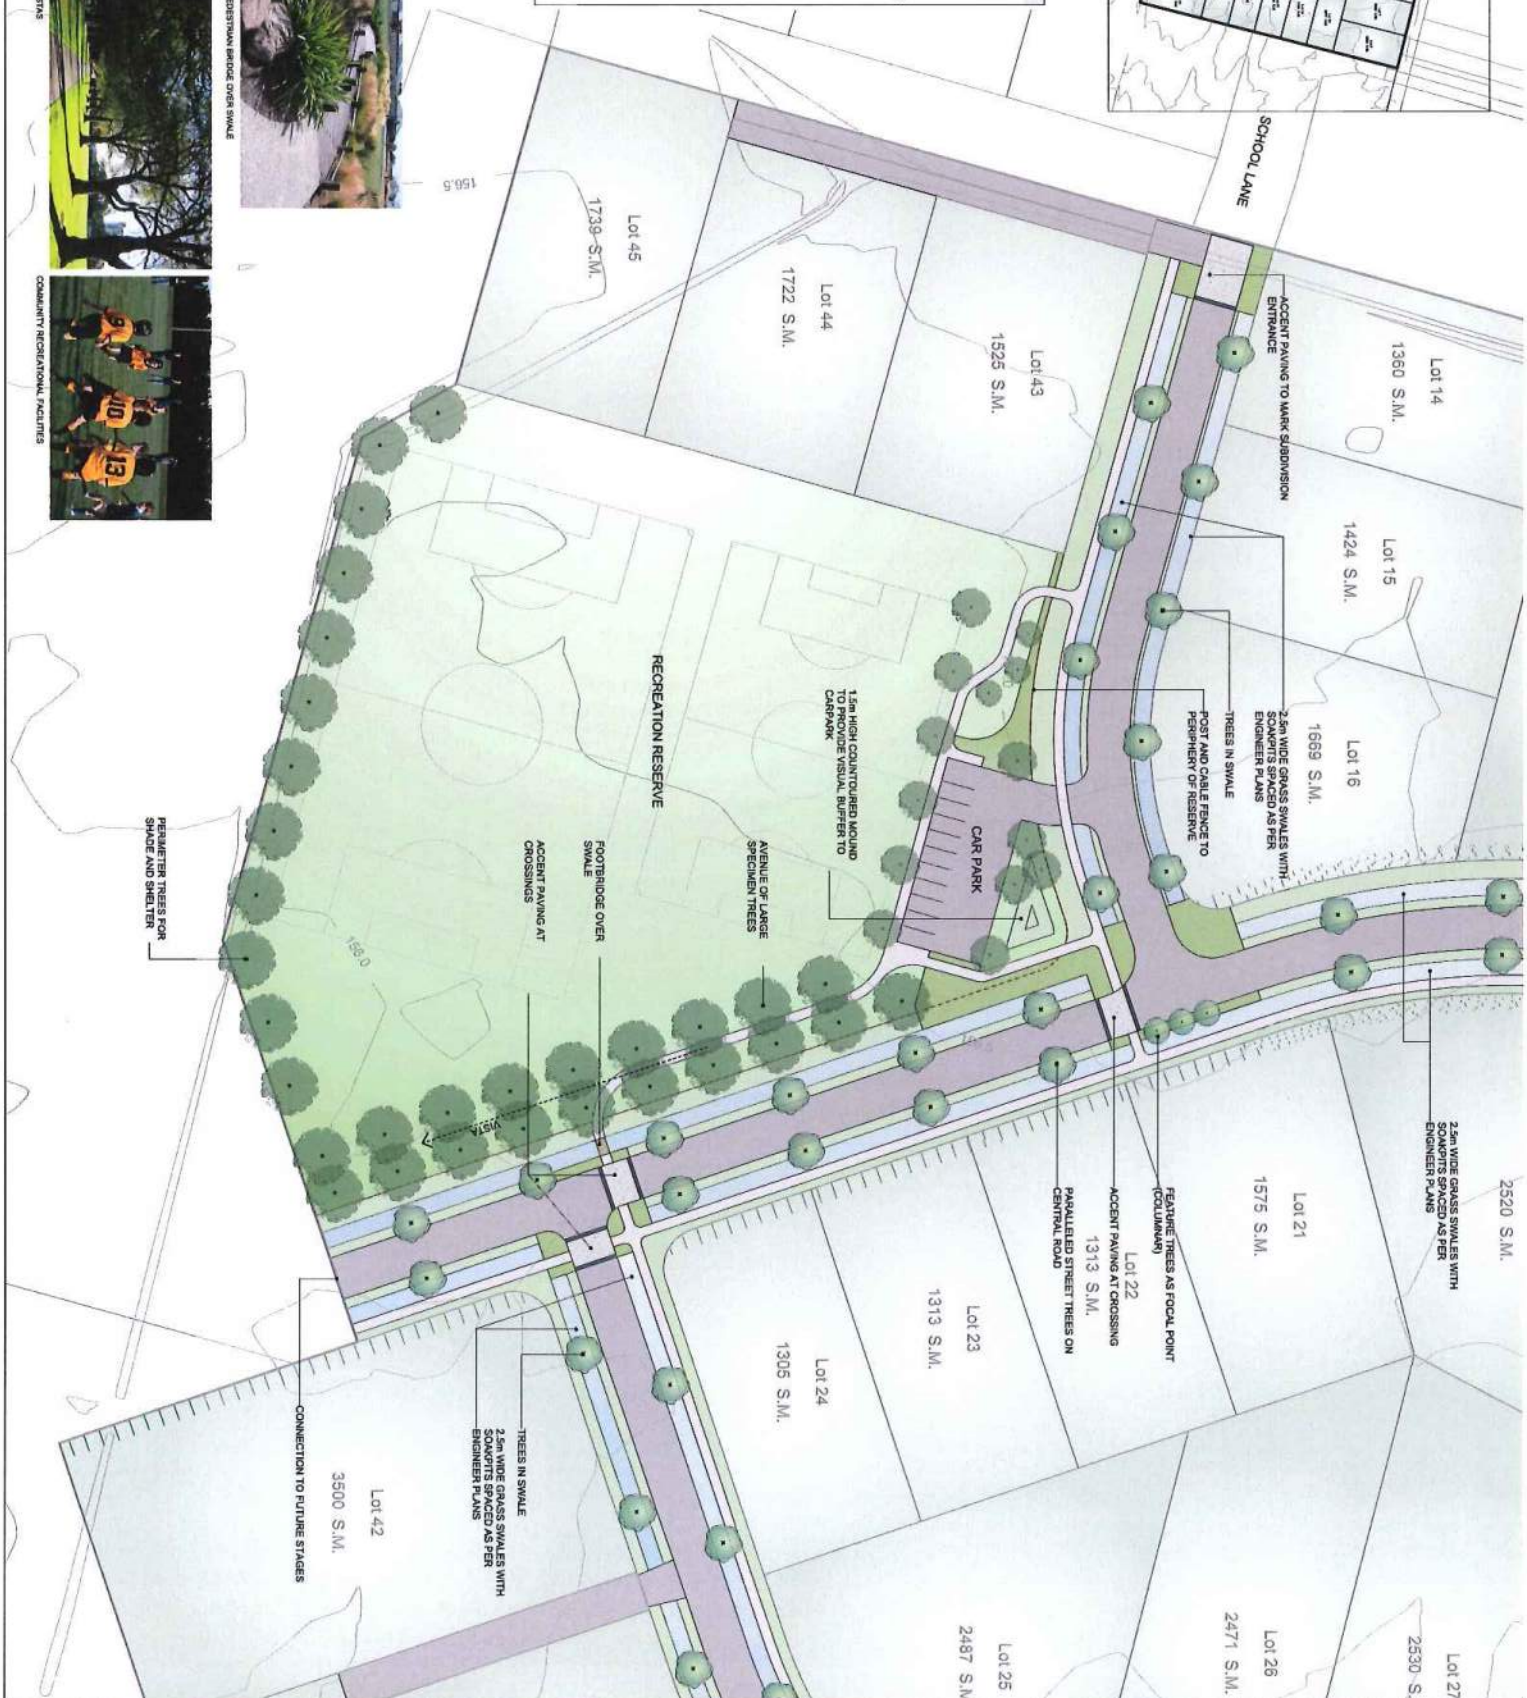 SCHOOL LANE
ACCENT PAVING TO MARK SUBDIVISION
ENTRANCE
Lot 14
1360 S.M.
Lot 15
1424 S.M.
Lot 16
1669 S.M.
2.5m WIDE GRASS SWALES WITH
SOAKPITS SPACED AS PER
ENGINEER PLANS
TREES IN SWALE
POST AND CABLE FENCE TO
PERIPHERY OF RESERVE
2520 S.M.
2.5m WIDE GRASS SWALES WITH
SOAKPITS SPACED AS PER
ENGINEER PLANS
Lot 21
1575 S.M.
FEATURE TREES AS FOCAL POINT
(COLUMNAR)
Lot 22
1313 S.M.
ACCENT PAVING AT CROSSING
PARALLELED STREET TREES ON
CENTRAL ROAD
Lot 23
1313 S.M.
Lot 24
1305 S.M.
Lot 27
2530 S
Lot 26
2471 S.M.
Lot 25
2487 S.M
Lot 43
1525 S.M.
Lot 44
1722 S.M.
Lot 45
1739 S.M.
156.5
CAR PARK
1.5m HIGH COUNTOURED MOUND
TO PROVIDE VISUAL BUFFER TO
CARPARK
RECREATION RESERVE
AVENUE OF LARGE
SPECIMEN TREES
FOOTBRIDGE OVER
SWALE
ACCENT PAVING AT
CROSSINGS
VISTA
156.0
PERIMETER TREES FOR
SHADE AND SHELTER
TREES IN SWALE
2.5m WIDE GRASS SWALES WITH
SOAKPITS SPACED AS PER
ENGINEER PLANS
Lot 42
3500 S.M.
CONNECTION TO FUTURE STAGES
EDESTRIAN BRIDGE OVER SWALE
STAS
COMMUNITY RECREATIONAL FACILITIES
9
10
13